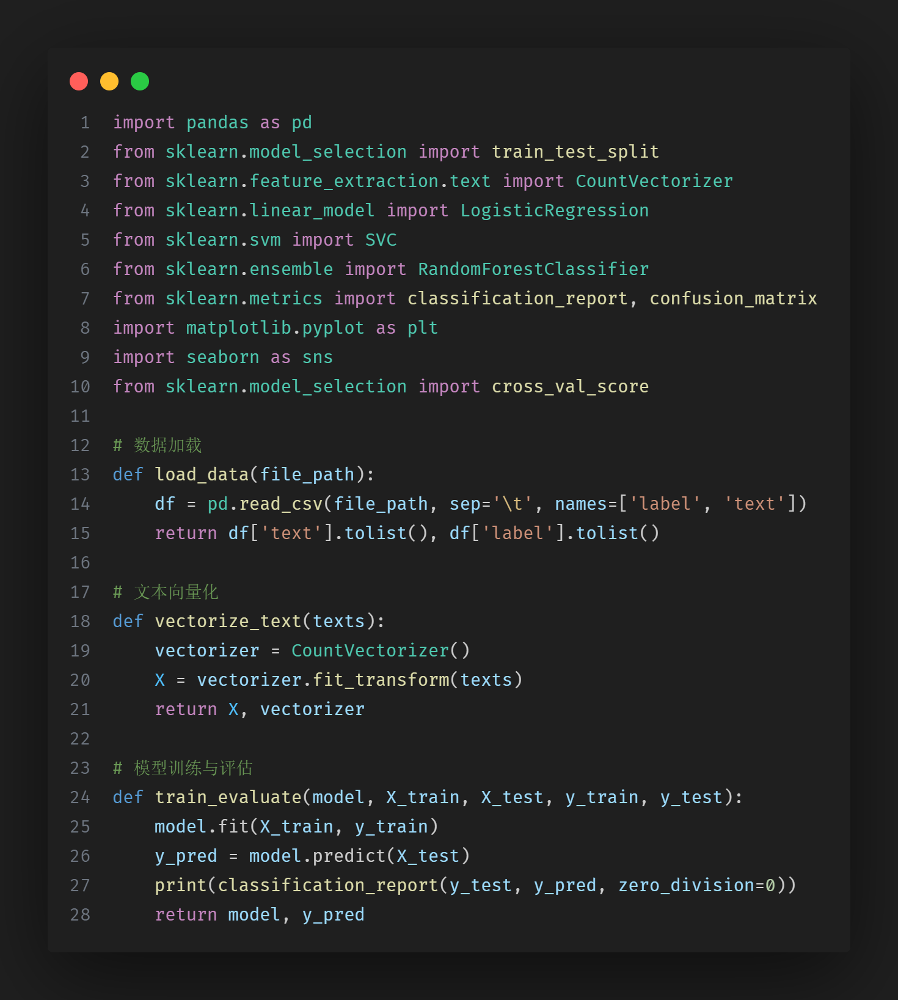 1 import pandas as pd
2 from sklearn.model_selection import train_test_split
3 from sklearn.feature_extraction.text import CountVectorizer
4 from sklearn.linear_model import LogisticRegression
5 from sklearn.svm import SVC
6 from sklearn.ensemble import RandomForestClassifier
7 from sklearn.metrics import classification_report, confusion_matrix
8 import matplotlib.pyplot as plt
9 import seaborn as sns
10 from sklearn.model_selection import cross_val_score
11
12 # 数据加载
13 def load_data(file_path):
14     df = pd.read_csv(file_path, sep='\t', names=['label', 'text'])
15     return df['text'].tolist(), df['label'].tolist()
16
17 # 文本向量化
18 def vectorize_text(texts):
19     vectorizer = CountVectorizer()
20     X = vectorizer.fit_transform(texts)
21     return X, vectorizer
22
23 # 模型训练与评估
24 def train_evaluate(model, X_train, X_test, y_train, y_test):
25     model.fit(X_train, y_train)
26     y_pred = model.predict(X_test)
27     print(classification_report(y_test, y_pred, zero_division=0))
28     return model, y_pred